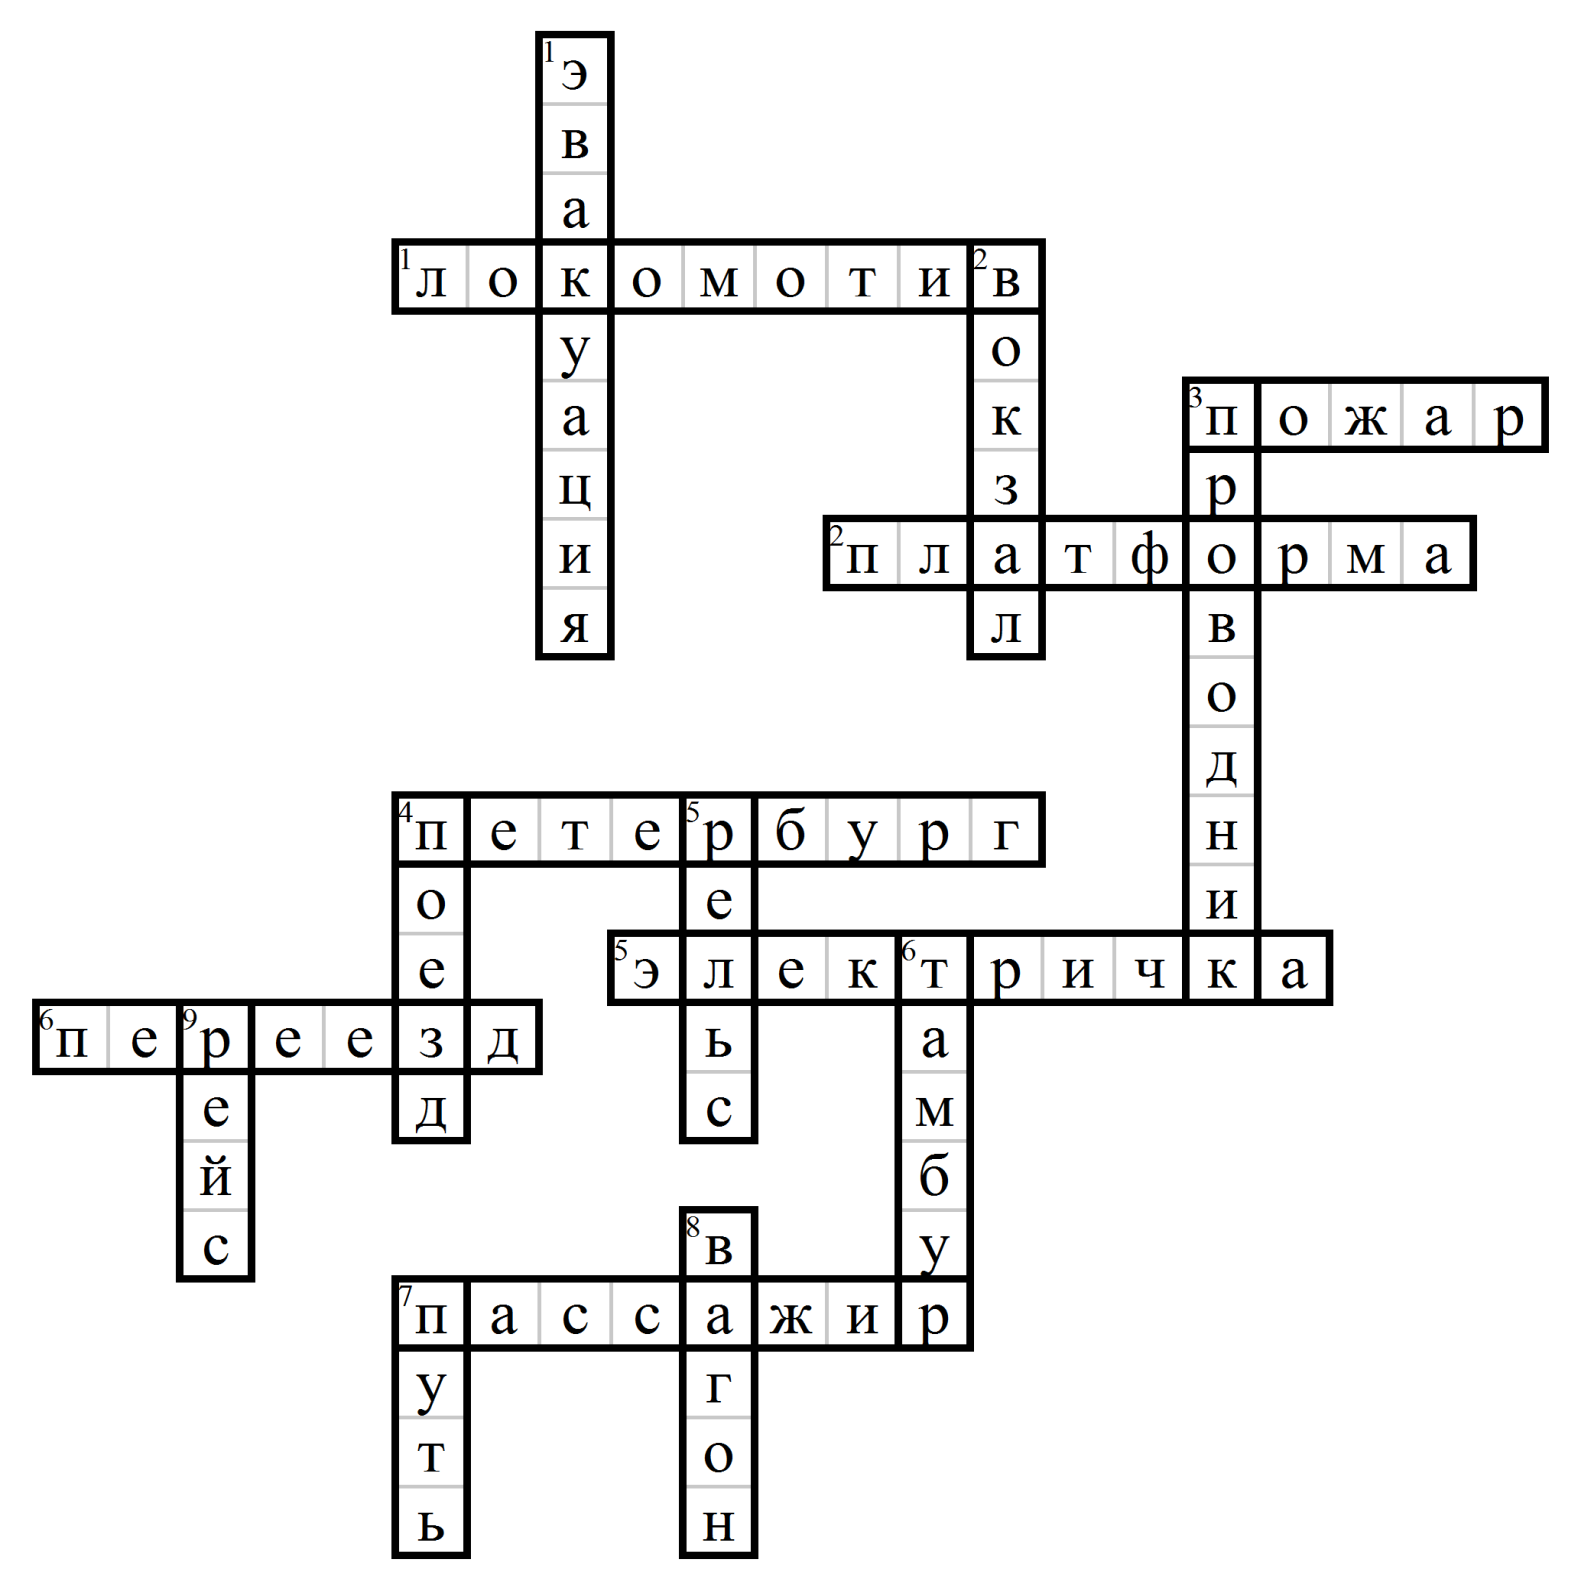 1 эвакуация
1 локомотив
2 вокзал
3 пожар
3 проводник
2 платформа
4 петербург
4 поезд
5 рельс
5 электричка
6 тамбур
6 переезд
9 рейс
8 вагон
7 пассажир
7 путь